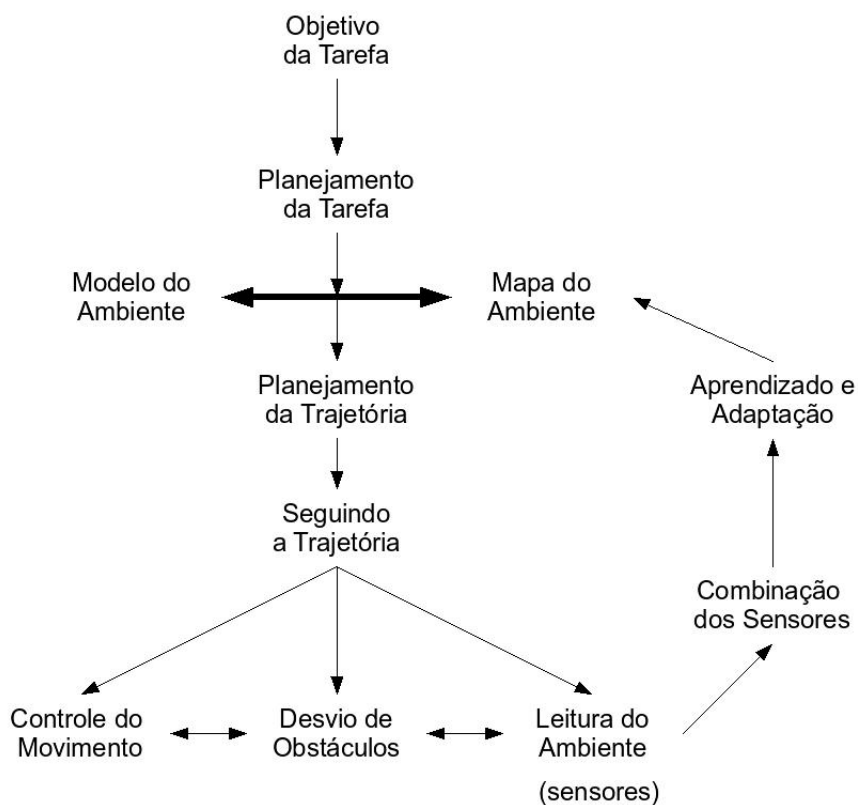 Objetivo
da Tarefa
Planejamento
da Tarefa
Modelo do
Ambiente
Mapa do
Ambiente
Planejamento
da Trajetória
Aprendizado e
Adaptação
Seguindo
a Trajetória
Combinação
dos Sensores
Controle do
Movimento
Desvio de
Obstáculos
Leitura do
Ambiente
(sensores)